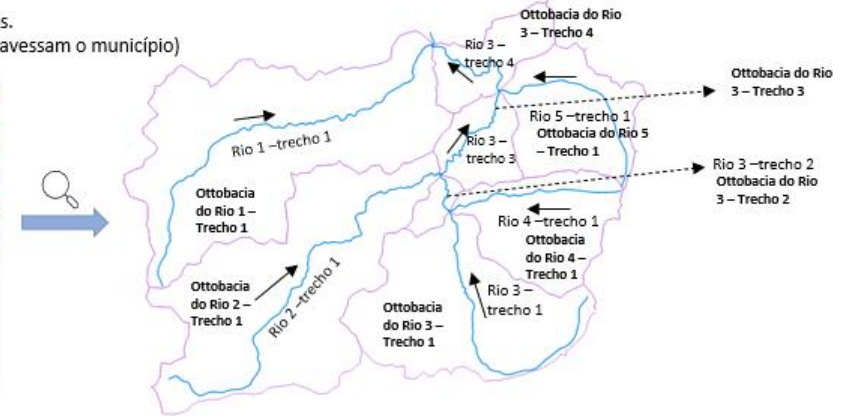 s.
avessam o município)
Ottobacia do Rio
3 – Trecho 4
Rio 3 –
trecho 4
Ottobacia do Rio
3 – Trecho 3
Rio 5 –trecho 1
Ottobacia do Rio 5
– Trecho 1
Rio 1 –trecho 1
Rio 3 –
trecho 3
Rio 3 –trecho 2
Ottobacia do Rio
3 – Trecho 2
Ottobacia
do Rio 1 –
Trecho 1
Rio 4 –trecho 1
Ottobacia
do Rio 4 –
Trecho 1
Ottobacia
do Rio 2 –
Trecho 1
Rio 2 –trecho 1
Rio 3 –
trecho 1
Ottobacia
do Rio 3 –
Trecho 1